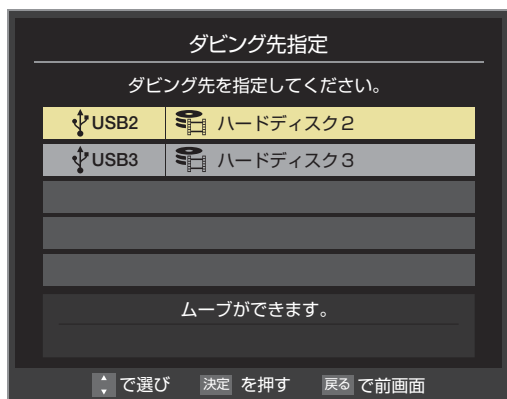 ダビング先指定
ダビング先を指定してください。
USB2 ハードディスク2
USB3 ハードディスク3
ムーブができます。
で選び 決定 を押す 戻る で前画面